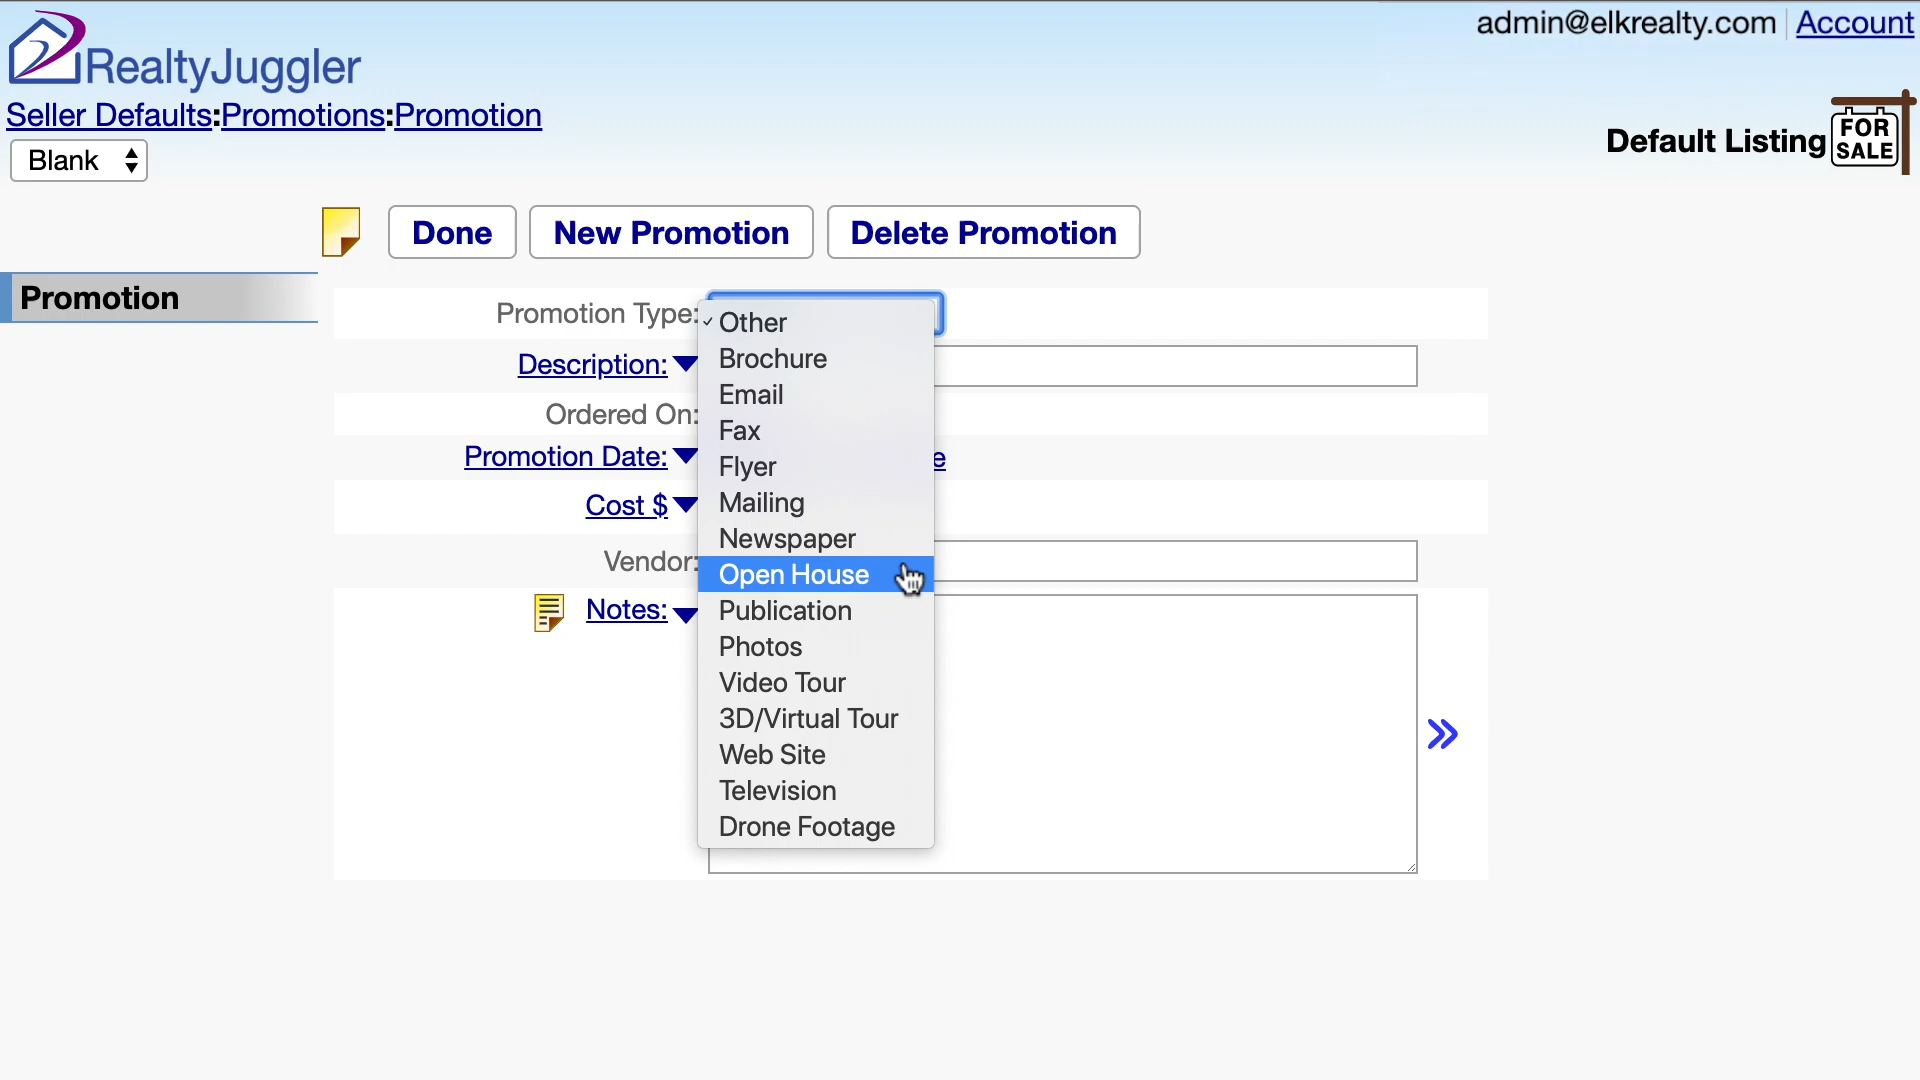 admin@elkrealty.com Account
RealtyJuggler
Seller Defaults:Promotions:Promotion
Blank
Default Listing
FOR
SALE
Done New Promotion Delete Promotion
Promotion
Promotion Type:
Description:
Ordered On:
Promotion Date:
e
Cost $
Vendor:
Notes:
Other
Brochure
Email
Fax
Flyer
Mailing
Newspaper
Open House
Publication
Photos
Video Tour
3D/Virtual Tour
Web Site
Television
Drone Footage